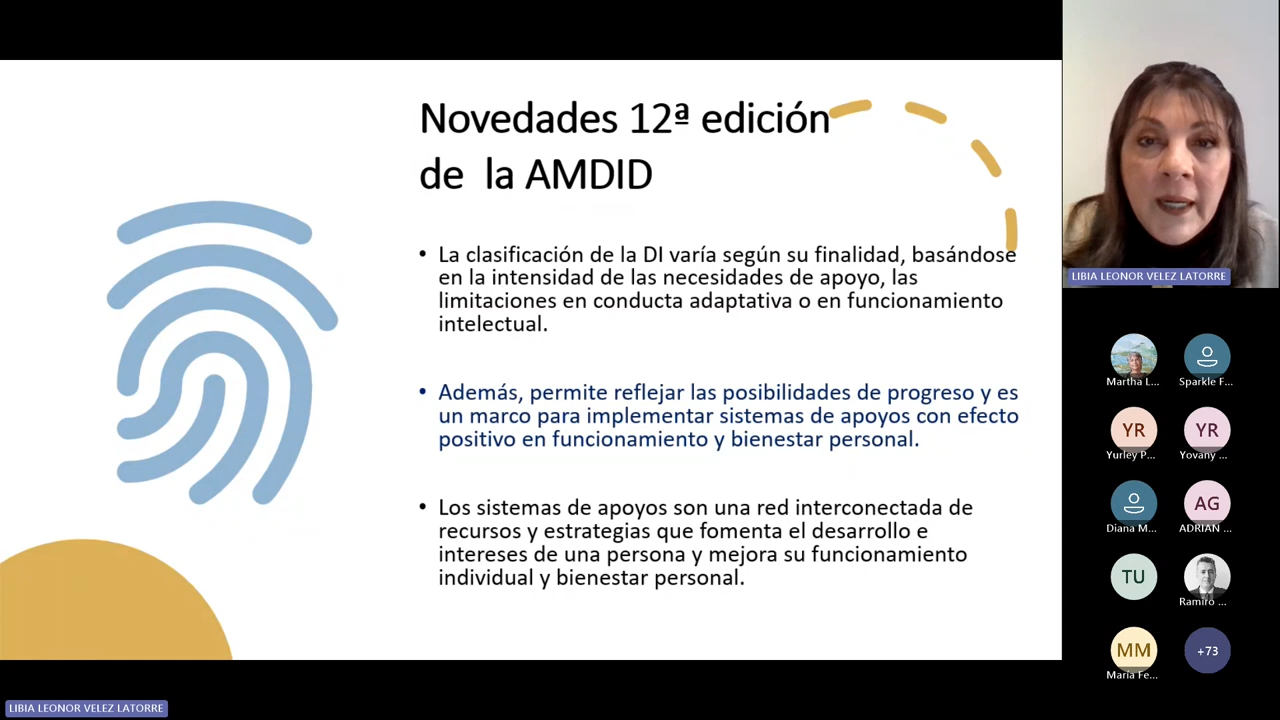 Novedades 12ª edición
de la AMDID
• La clasificación de la DI varía según su finalidad, basándose
en la intensidad de las necesidades de apoyo, las
limitaciones en conducta adaptativa o en funcionamiento
intelectual.
• Además, permite reflejar las posibilidades de progreso y es
un marco para implementar sistemas de apoyos con efecto
positivo en funcionamiento y bienestar personal.
• Los sistemas de apoyos son una red interconectada de
recursos y estrategias que fomenta el desarrollo e
intereses de una persona y mejora su funcionamiento
individual y bienestar personal.
LIBIA LEONOR VELEZ LATORRE
Martha L...
Sparkle F...
YR
Yurley P...
YR
Yovany ...
Diana M...
AG
ADRIAN ...
TU
Ramiro ...
MM
Maria Fe...
+73
LIBIA LEONOR VELEZ LATORRE